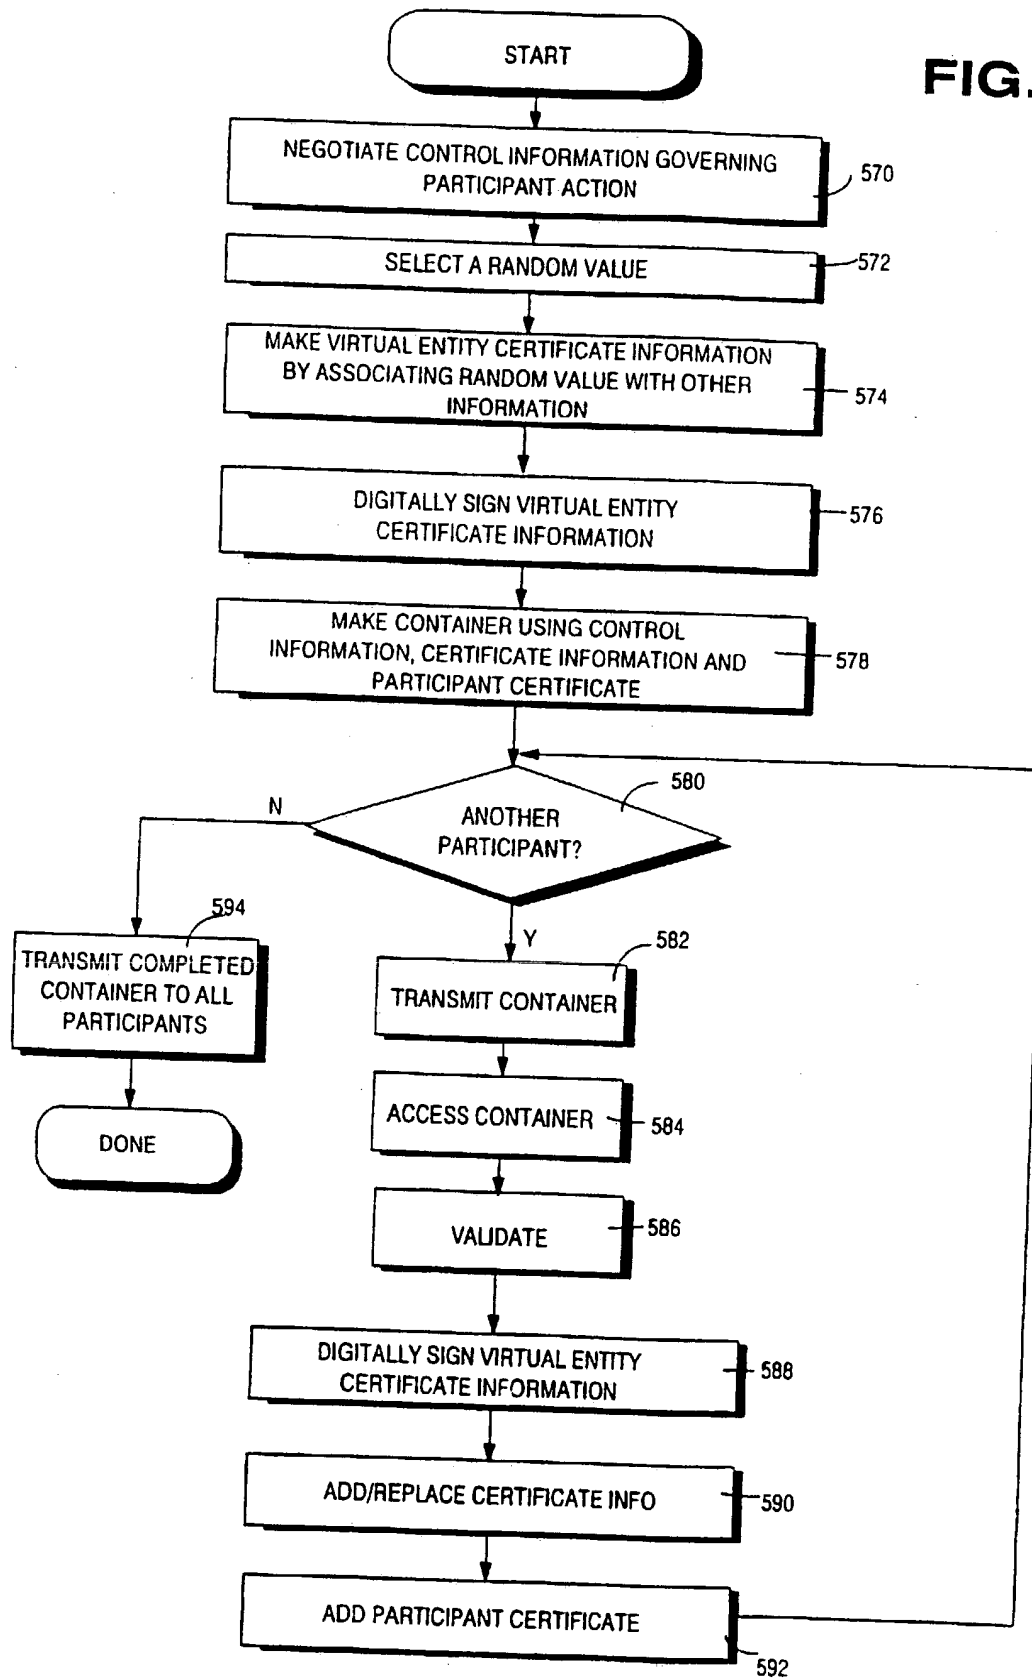 START
FIG.
NEGOTIATE CONTROL INFORMATION GOVERNING
PARTICIPANT ACTION
570
SELECT A RANDOM VALUE
572
MAKE VIRTUAL ENTITY CERTIFICATE INFORMATION
BY ASSOCIATING RANDOM VALUE WITH OTHER
INFORMATION
574
DIGITALLY SIGN VIRTUAL ENTITY
CERTIFICATE INFORMATION
576
MAKE CONTAINER USING CONTROL
INFORMATION, CERTIFICATE INFORMATION AND
PARTICIPANT CERTIFICATE
578
580
N
ANOTHER
PARTICIPANT?
594
TRANSMIT COMPLETED
CONTAINER TO ALL
PARTICIPANTS
DONE
Y
582
TRANSMIT CONTAINER
ACCESS CONTAINER
584
VALIDATE
586
DIGITALLY SIGN VIRTUAL ENTITY
CERTIFICATE INFORMATION
588
ADD/REPLACE CERTIFICATE INFO
590
ADD PARTICIPANT CERTIFICATE
592